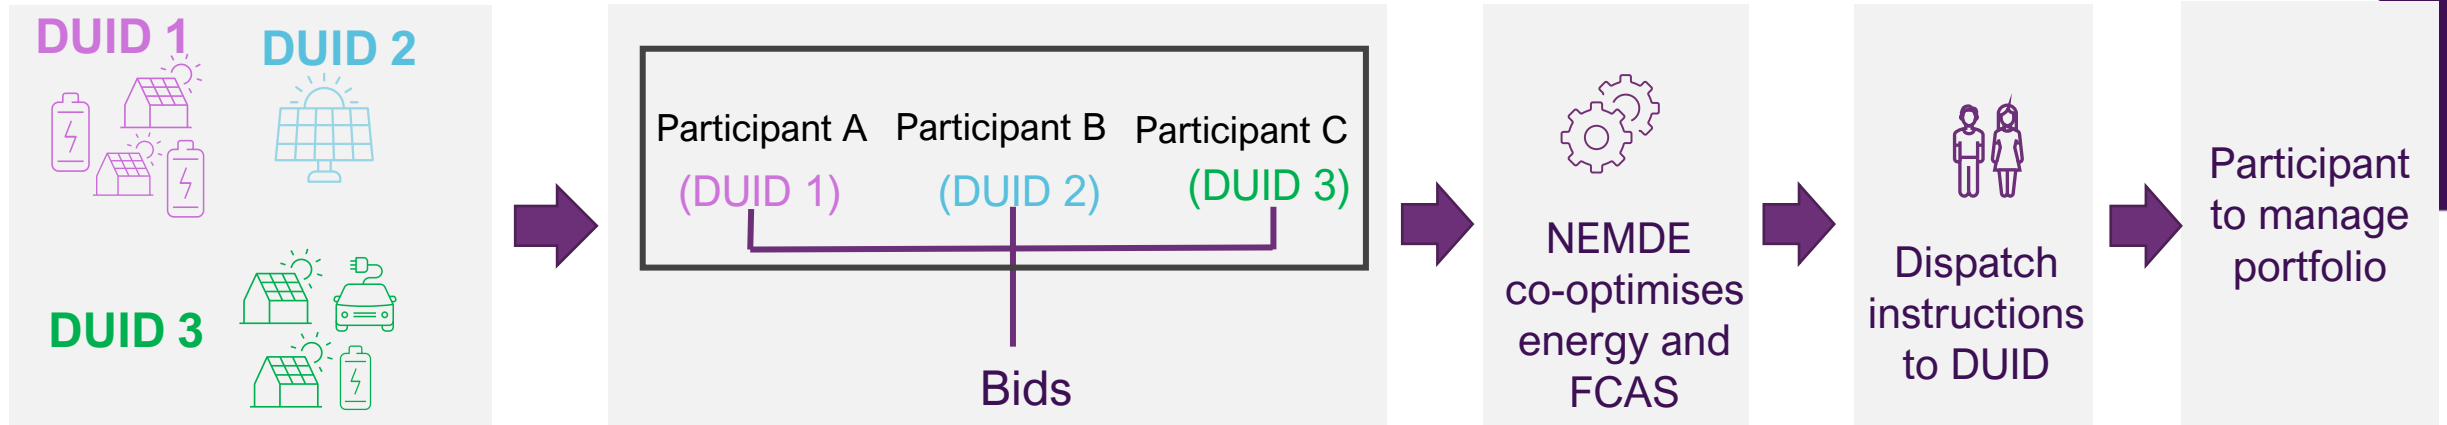 DUID 1
DUID 2
DUID 3
Participant A
(DUID 1)
Participant B
(DUID 2)
Participant C
(DUID 3)
Bids
NEMDE
co-optimises
energy and
FCAS
Dispatch
instructions
to DUID
Participant
to manage
portfolio